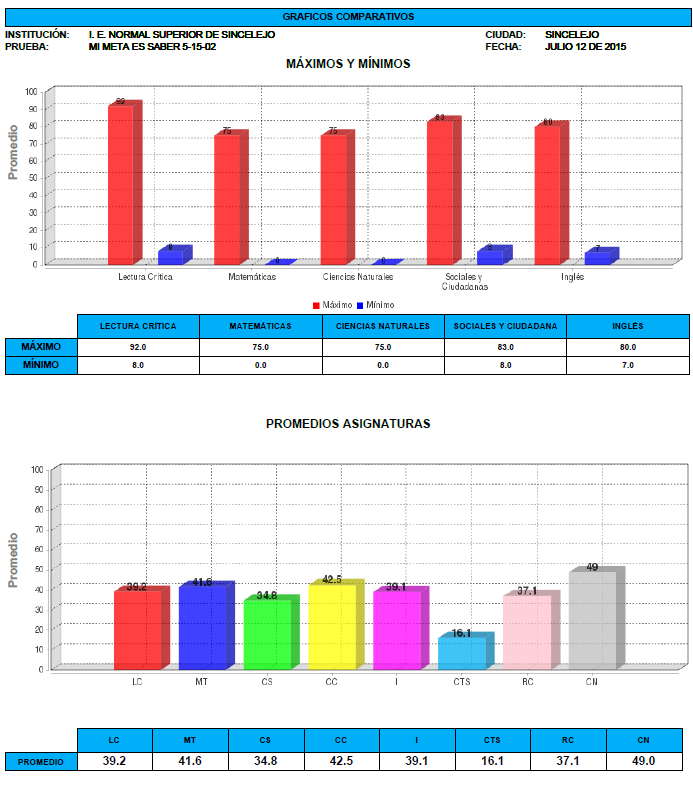 GRAFICOS COMPARATIVOS
INSTITUCIÓN: I. E. NORMAL SUPERIOR DE SINCELEJO CIUDAD: SINCELEJO
PRUEBA: MI META ES SABER 5-15-02 FECHA: JULIO 12 DE 2015
MÁXIMOS Y MÍNIMOS
Promedio
100
90
80
70
60
50
40
30
20
10
0
92 8 75 0 75 0 83 8 80 7
Lectura Crítica Matemáticas Ciencias Naturales Sociales y Inglés
Ciudadanas
Máximo Mínimo
LECTURA CRÍTICA MATEMÁTICAS CIENCIAS NATURALES SOCIALES Y CIUDADANA INGLÉS
MÁXIMO 92.0 75.0 75.0 83.0 80.0
MÍNIMO 8.0 0.0 0.0 8.0 7.0
PROMEDIOS ASIGNATURAS
Promedio
100
90
80
70
60
50
40
30
20
10
0
39.2 41.6 34.8 42.5 39.1 16.1 37.1 49
LC MT CS CC I CTS RC CN
LC MT CS CC I CTS RC CN
PROMEDIO 39.2 41.6 34.8 42.5 39.1 16.1 37.1 49.0